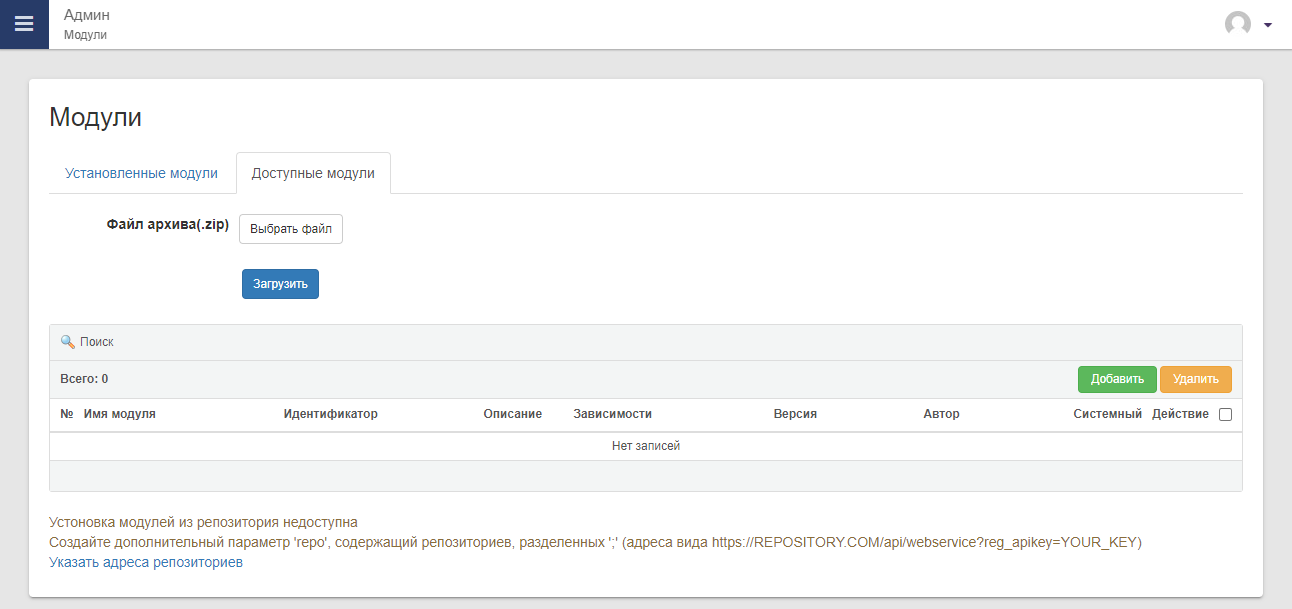 Админ
Модули
Модули
Установленные модули Доступные модули
Файл архива(.zip) Выбрать файл
Загрузить
Поиск
Всего: 0 Добавить Удалить
№ Имя модуля Идентификатор Описание Зависимости Версия Автор Системный Действие
Нет записей
Устоновка модулей из репозитория недоступна
Создайте дополнительный параметр 'repo', содержащий репозиториев, разделенных ';' (адреса вида https://REPOSITORY.COM/api/webservice?reg_apikey=YOUR_KEY)
Указать адреса репозиториев